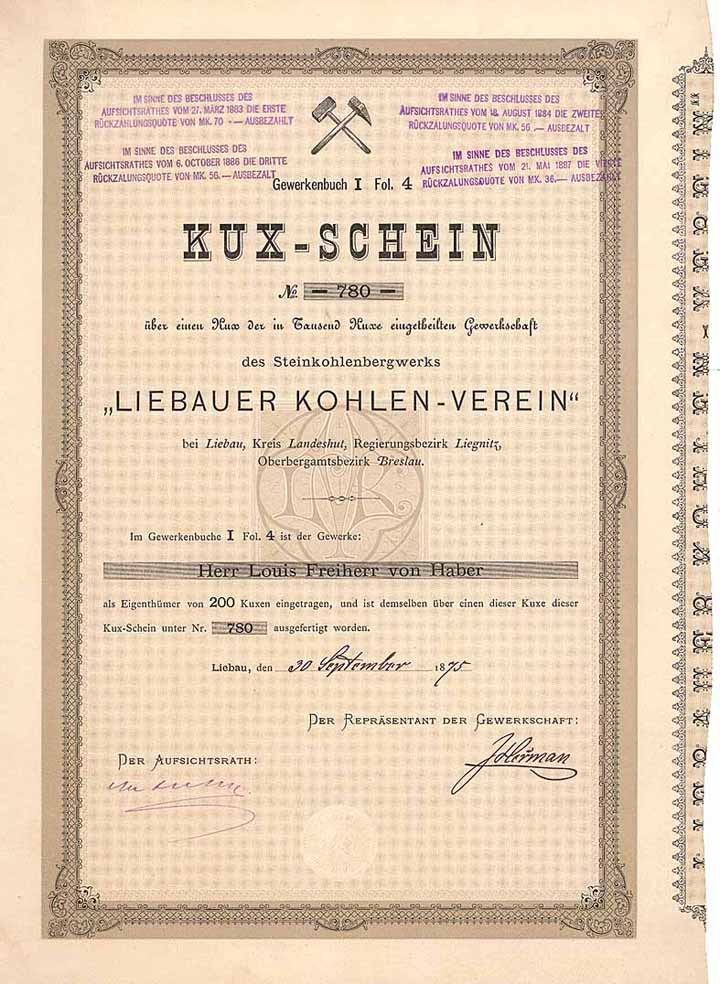 IM SINNE DES BESCHLUSSES DES
AUFSICHTSRATHES VOM 27. MÄRZ 1883 DIE ERSTE
RÜCKZAHLUNGSQUOTE VON MK. 70 - — AUSBEZAHLT
IM SINNE DES BESCHLUSSES DES
AUFSICHTSRATHES VOM 18. AUGUST 1884 DIE ZWEITE
RÜCKZALUNGSQUOTE VON MK. 56 — AUSBEZALT
IM SINNE DES BESCHLUSSES DES
AUFSICHTSRATHES VOM 6. OCTOBER 1886 DIE DRITTE
RÜCKZALUNGSQUOTE VON MK. 56.— AUSBEZALT
IM SINNE DES BESCHLUSSES DES
AUFSICHTSRATHES VOM 21. MAI 1887 DIE VIERTE
RÜCKZALUNGSQUOTE VON MK. 36.— AUSBEZALT
Gewerkenbuch I Fol. 4
KUX-SCHEIN
No. — 780 —
über einen Kux der in Tausend Kuxe eingetheilten Gewerkschaft
des Steinkohlenbergwerks
„LIEBAUER KOHLEN-VEREIN“
bei Liebau, Kreis Landeshut, Regierungsbezirk Liegnitz,
Oberbergamtsbezirk Breslau.
Im Gewerkenbuche I Fol. 4 ist der Gewerke:
Herr Louis Freiherr von Haber
als Eigenthümer von 200 Kuxen eingetragen, und ist demselben über einen dieser Kuxe dieser
Kux-Schein unter Nr. 780 ausgefertigt worden.
Liebau, den 30 September 1875
DER REPRÄSENTANT DER GEWERKSCHAFT:
DER AUFSICHTSRATH: